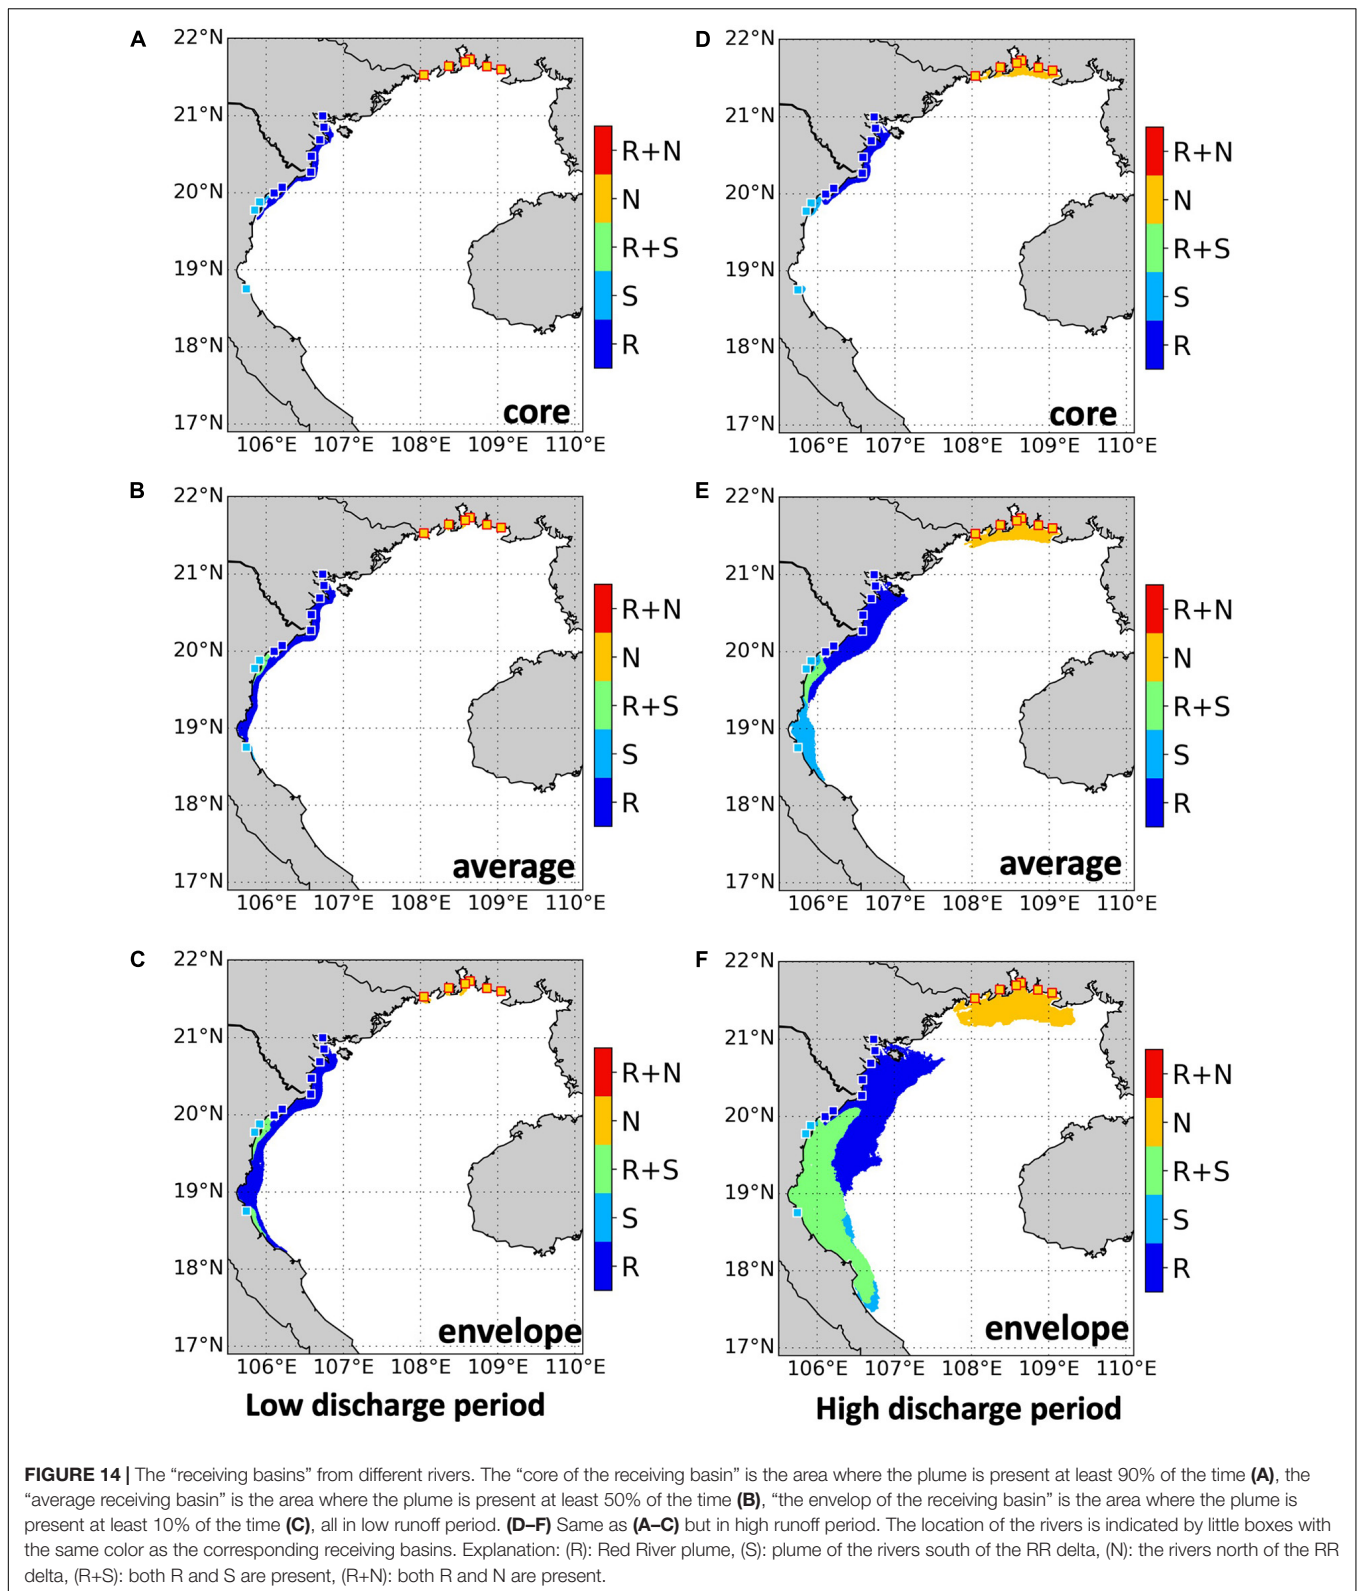 A
22°N
21°N
20°N
19°N
18°N
17°N
106°E 107°E 108°E 109°E 110°E
R+N
N
R+S
S
R
core
D
22°N
21°N
20°N
19°N
18°N
17°N
106°E 107°E 108°E 109°E 110°E
R+N
N
R+S
S
R
core
B
22°N
21°N
20°N
19°N
18°N
17°N
106°E 107°E 108°E 109°E 110°E
R+N
N
R+S
S
R
average
E
22°N
21°N
20°N
19°N
18°N
17°N
106°E 107°E 108°E 109°E 110°E
R+N
N
R+S
S
R
average
C
22°N
21°N
20°N
19°N
18°N
17°N
106°E 107°E 108°E 109°E 110°E
R+N
N
R+S
S
R
envelope
Low discharge period
F
22°N
21°N
20°N
19°N
18°N
17°N
106°E 107°E 108°E 109°E 110°E
R+N
N
R+S
S
R
envelope
High discharge period
FIGURE 14 | The “receiving basins” from different rivers. The “core of the receiving basin” is the area where the plume is present at least 90% of the time (A), the
“average receiving basin” is the area where the plume is present at least 50% of the time (B), “the envelop of the receiving basin” is the area where the plume is
present at least 10% of the time (C), all in low runoff period. (D–F) Same as (A–C) but in high runoff period. The location of the rivers is indicated by little boxes with
the same color as the corresponding receiving basins. Explanation: (R): Red River plume, (S): plume of the rivers south of the RR delta, (N): the rivers north of the RR
delta, (R+S): both R and S are present, (R+N): both R and N are present.